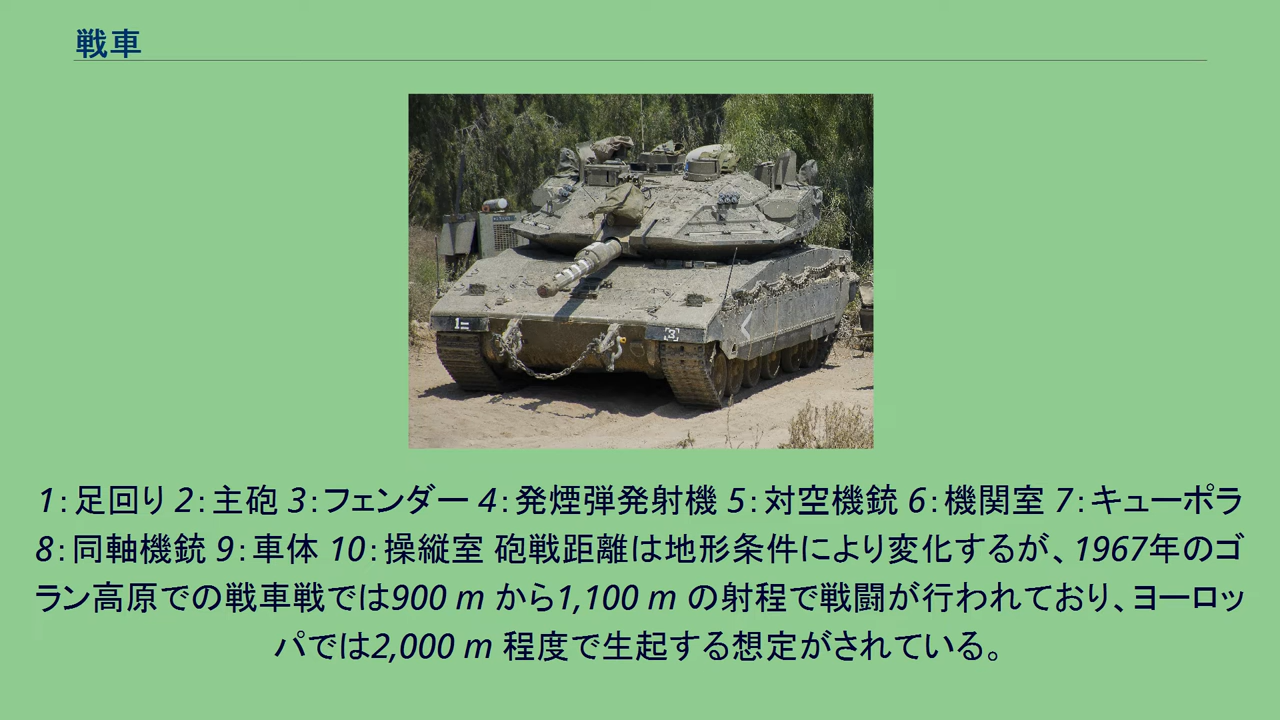 戦車
1=
[3]
1: 足回り 2: 主砲 3: フェンダー 4: 発煙弾発射機 5: 対空機銃 6: 機関室 7: キューポラ
8: 同軸機銃 9: 車体 10: 操縦室 砲戦距離は地形条件により変化するが、1967年のゴ
ラン高原での戦車戦では900 m から1,100 m の射程で戦闘が行われており、ヨーロッ
パでは2,000 m 程度で生起する想定がされている。